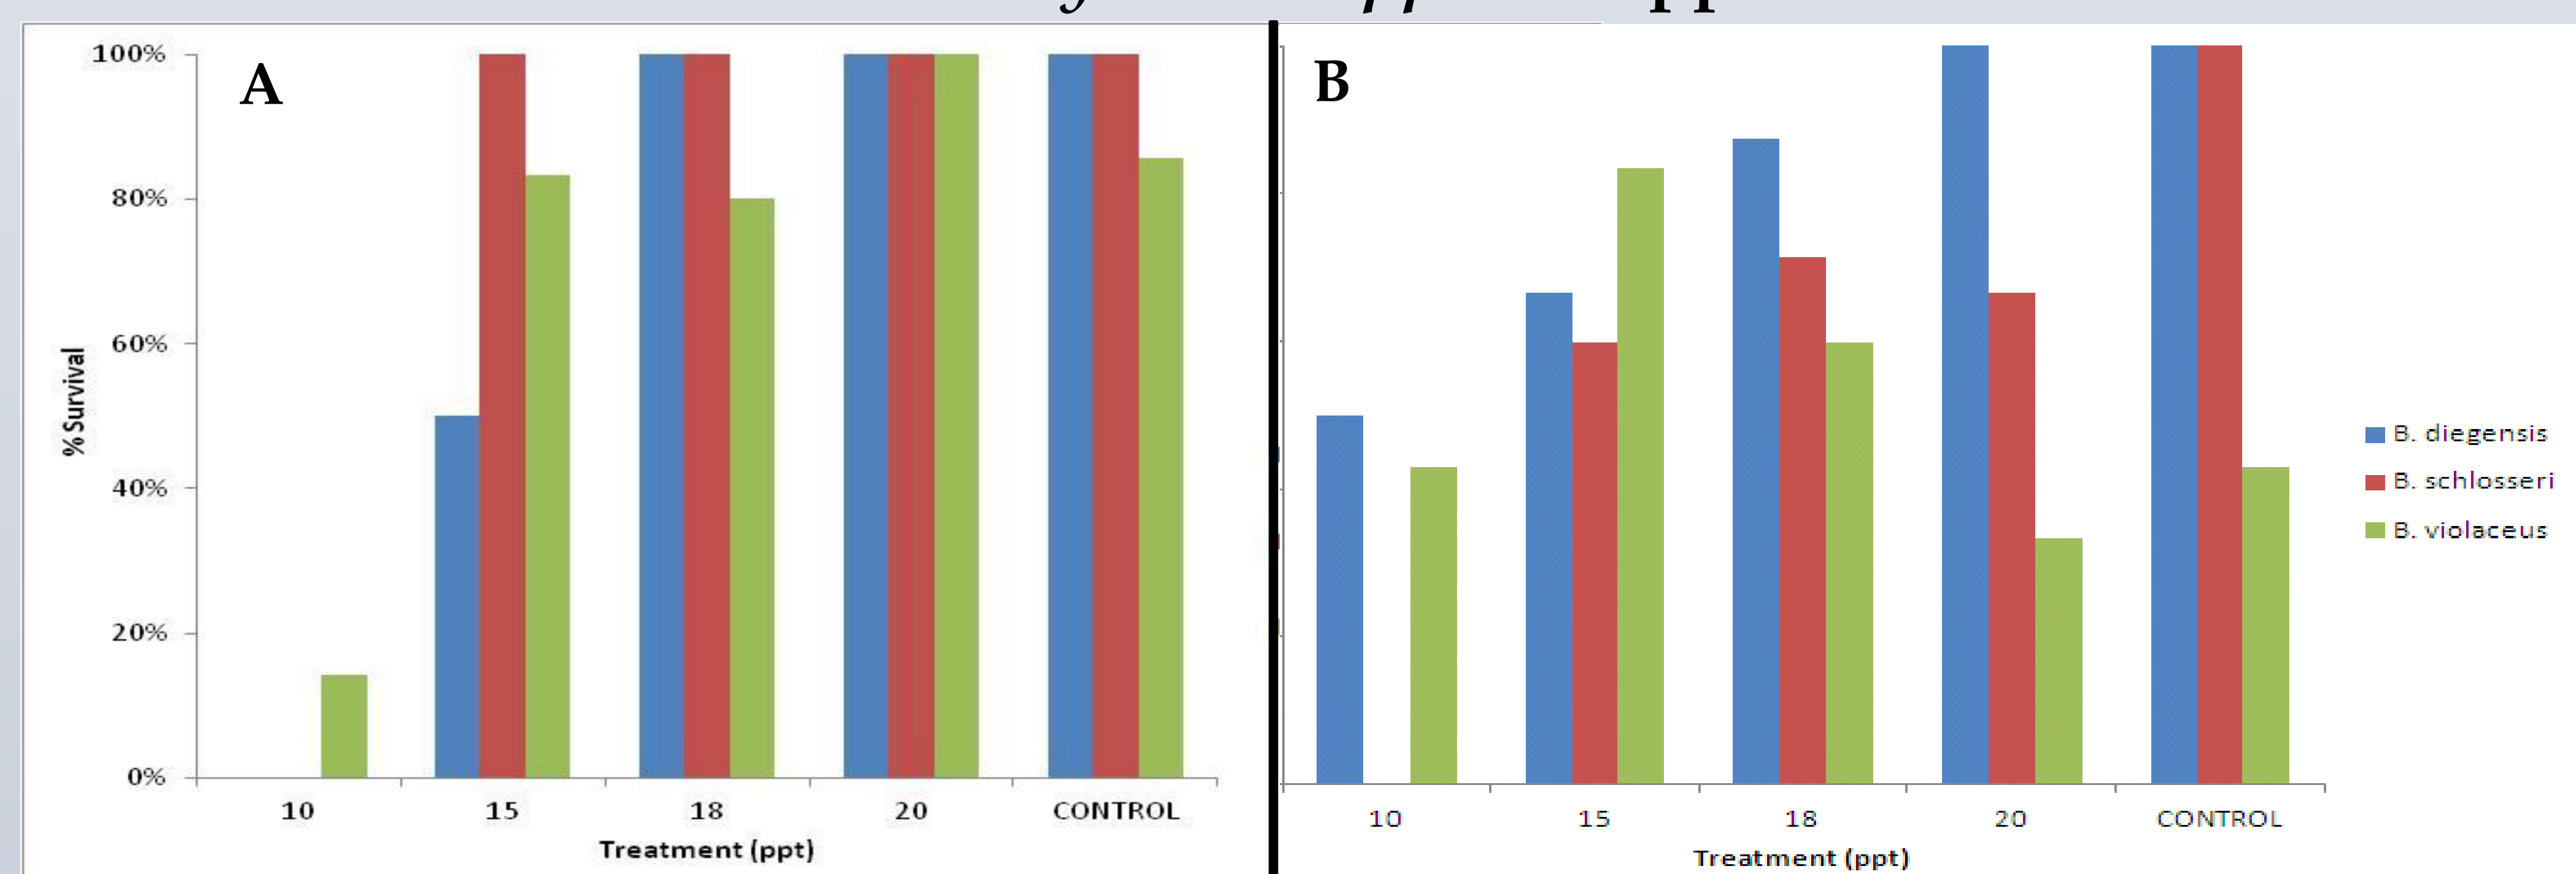 A
100%
80%
60%
40%
20%
0%
% Survival
10 15 18 20 CONTROL
Treatment (ppt)
B
10 15 18 20 CONTROL
Treatment (ppt)
B. diegensis
B. schlosseri
B. violaceus